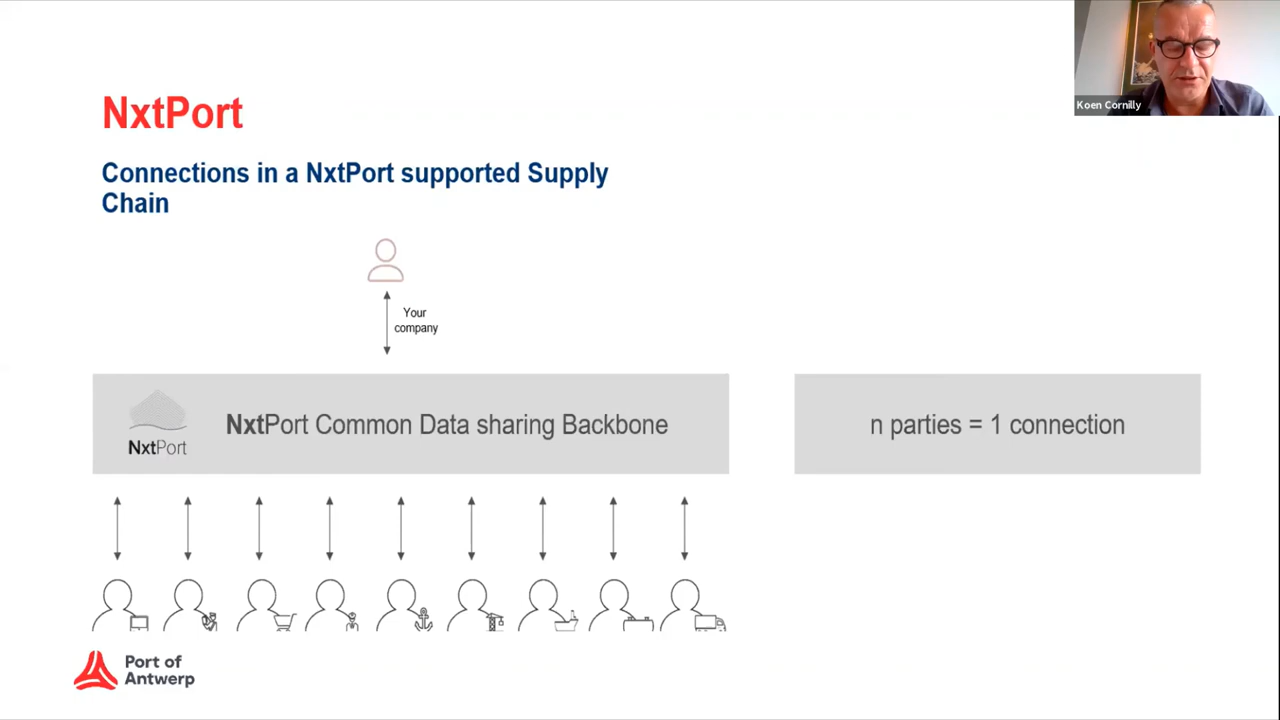 Koen Cornilly
NxtPort
Connections in a NxtPort supported Supply
Chain
Your
company
NxtPort
NxtPort Common Data sharing Backbone
n parties = 1 connection
Port of
Antwerp